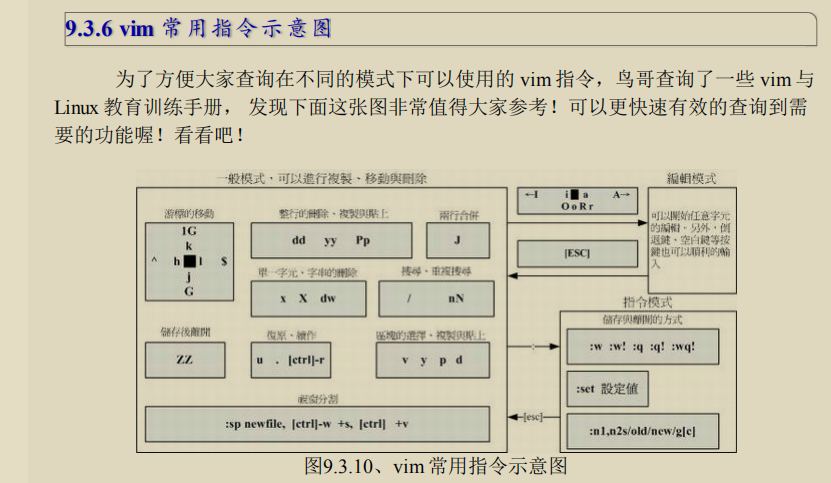 9.3.6 vim 常用指令示意图
为了方便大家查询在不同的模式下可以使用的 vim 指令，鸟哥查询了一些 vim 与
Linux 教育训练手册， 发现下面这张图非常值得大家参考！可以更快速有效的查询到需
要的功能喔！看看吧！
一般模式、可以進行複製、移動與刪除
編輯模式
←I i a A→
O o R r
游標的移動
整行的刪除、複製與貼上
兩行合併
1G
k
^ h l $
j
G
dd yy Pp
J
可以開始任意字元
的編輯。另外，倒
退鍵、空白鍵等按
鍵也可以順利的輸
入
[ESC]
單一字元、字串的刪除
搜尋、重複搜尋
x X dw
/ nN
指令模式
儲存與離開的方式
:w :w! :q :q! :wq!
儲存後離開
復原、續作
區塊的選擇、複製與貼上
ZZ
u . [ctrl]-r
v y p d
:
:set 設定值
視窗分割
:sp newfile, [ctrl]-w +s, [ctrl] +v
[esc]
:n1,n2s/old/new/g[c]
图9.3.10、vim 常用指令示意图